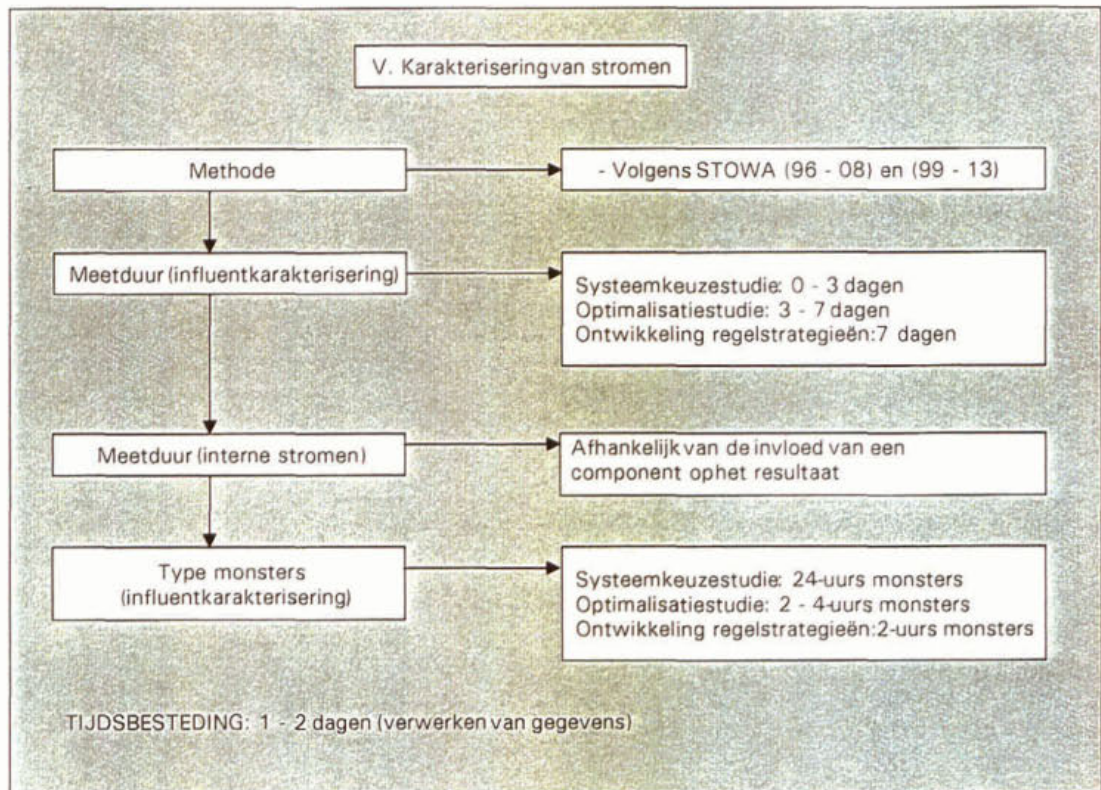 V. Karakterisering van stromen
Methode
- Volgens STOWA (96 - 08) en (99 - 13)
Meetduur (influentkarakterisering)
Systeemkeuzestudie: 0 - 3 dagen
Optimalisatiestudie: 3 - 7 dagen
Ontwikkeling regelstrategieën:7 dagen
Meetduur (interne stromen)
Afhankelijk van de invloed van een
component ophet resultaat
Type monsters
(influentkarakterisering)
Systeemkeuzestudie: 24-uurs monsters
Optimalisatiestudie: 2 - 4-uurs monsters
Ontwikkeling regelstrategieën:2-uurs monsters
TIJDSBESTEDING: 1 - 2 dagen (verwerken van gegevens)